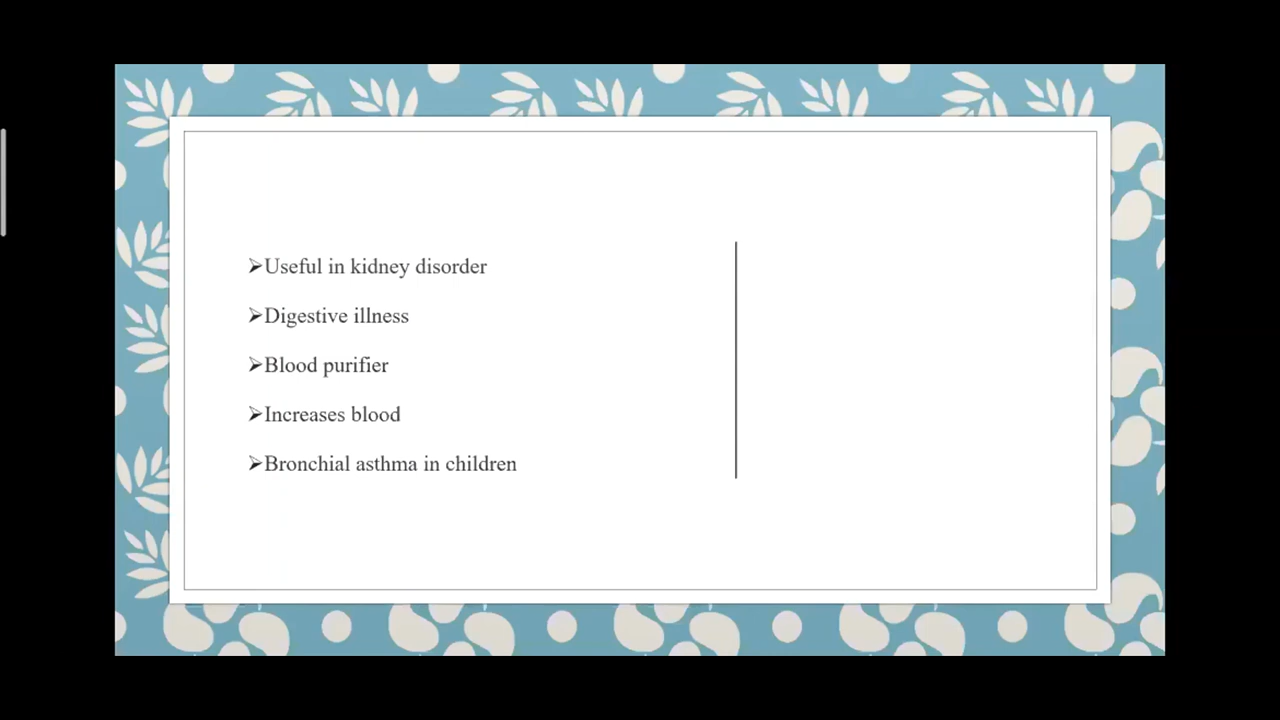 ➢Useful in kidney disorder
➢Digestive illness
➢Blood purifier
➢Increases blood
➢Bronchial asthma in children